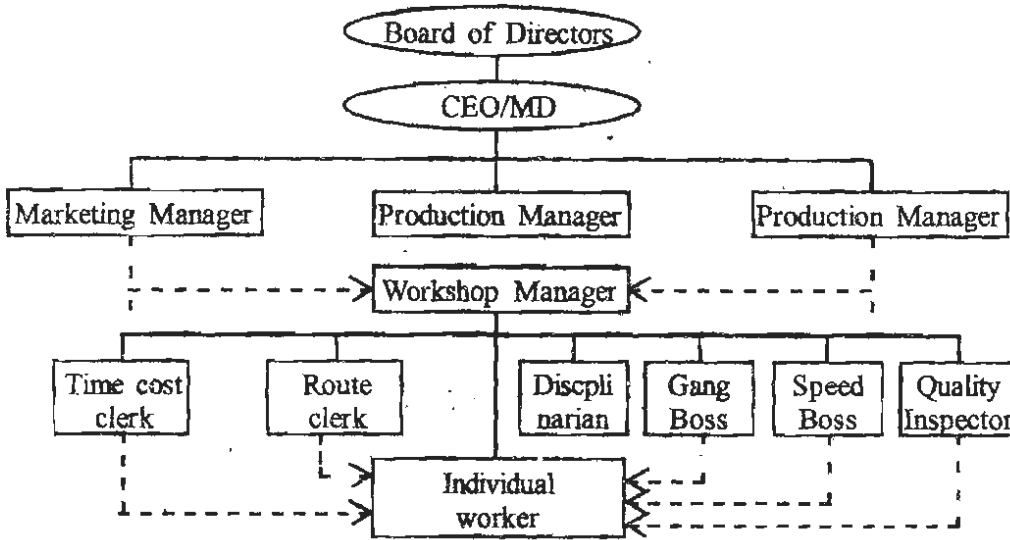 Board of Directors
CEO/MD
Marketing Manager
Production Manager
Production Manager
Workshop Manager
Time cost
clerk
Route
clerk
Discpli
narian
Gang
Boss
Speed
Boss
Quality
Inspector
Individual
worker